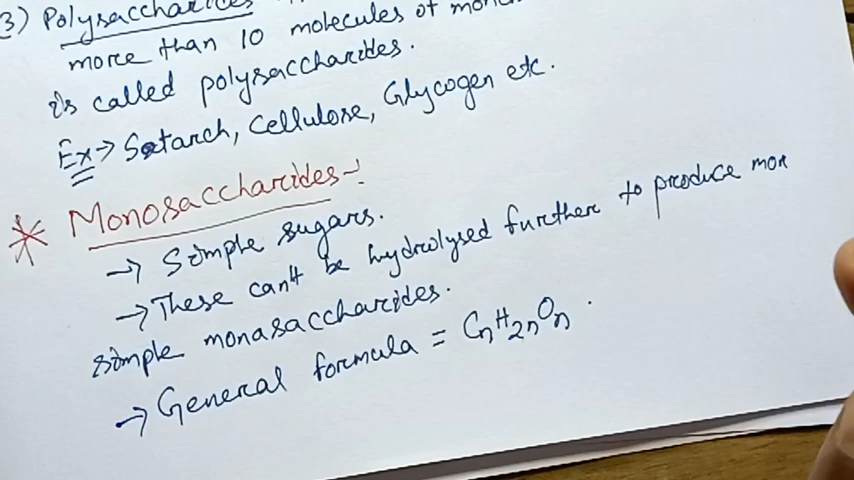 3) Polysaccharides
more than 10 molecules of
is called polysaccharides.
Ex→ Starch, Cellulose, Glycogen etc.
* Monosaccharides-:
→ Simple sugars.
→ These can't be hydrolysed further to produce mor
simple monasaccharides.
→ General formula = CnH2nOn.